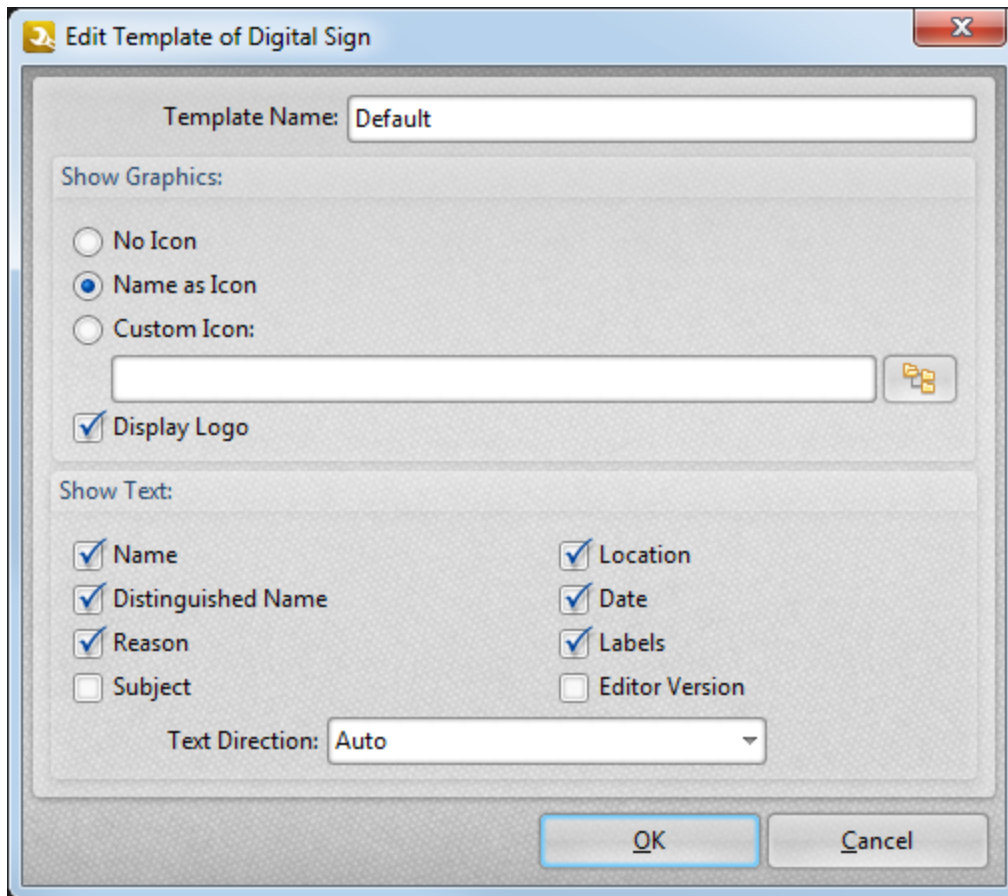 Edit Template of Digital Sign
Template Name: Default
Show Graphics:
No Icon
Name as Icon
Custom Icon:
Display Logo
Show Text:
Name Location
Distinguished Name Date
Reason Labels
Subject Editor Version
Text Direction: Auto
OK Cancel